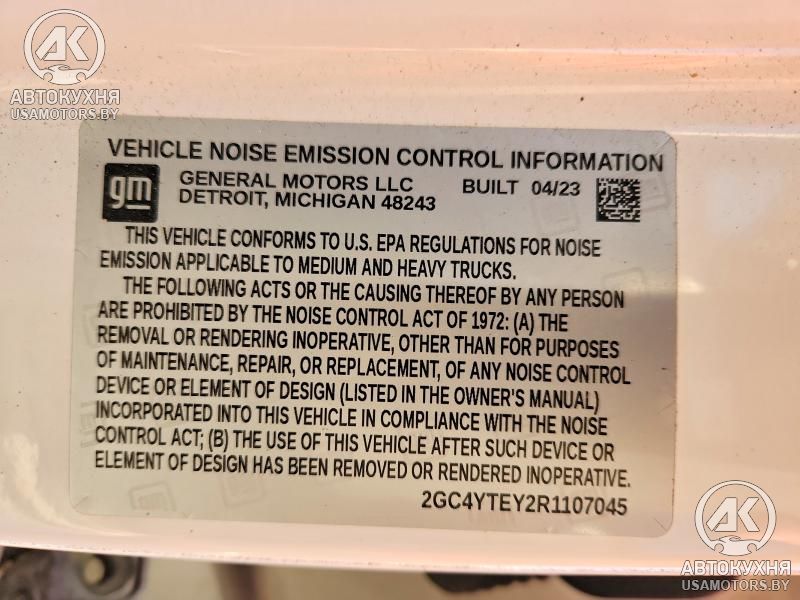 AK
АВТОКУХНЯ
USAMOTORS.BY
VEHICLE NOISE EMISSION CONTROL INFORMATION
gm
GENERAL MOTORS LLC BUILT 04/23
DETROIT, MICHIGAN 48243
THIS VEHICLE CONFORMS TO U.S. EPA REGULATIONS FOR NOISE
EMISSION APPLICABLE TO MEDIUM AND HEAVY TRUCKS.
THE FOLLOWING ACTS OR THE CAUSING THEREOF BY ANY PERSON
ARE PROHIBITED BY THE NOISE CONTROL ACT OF 1972: (A) THE
REMOVAL OR RENDERING INOPERATIVE, OTHER THAN FOR PURPOSES
OF MAINTENANCE, REPAIR, OR REPLACEMENT, OF ANY NOISE CONTROL
DEVICE OR ELEMENT OF DESIGN (LISTED IN THE OWNER'S MANUAL)
INCORPORATED INTO THIS VEHICLE IN COMPLIANCE WITH THE NOISE
CONTROL ACT; (B) THE USE OF THIS VEHICLE AFTER SUCH DEVICE OR
ELEMENT OF DESIGN HAS BEEN REMOVED OR RENDERED INOPERATIVE.
2GC4YTEY2R1107045
AK
АВТОКУХНЯ
USAMOTORS.BY